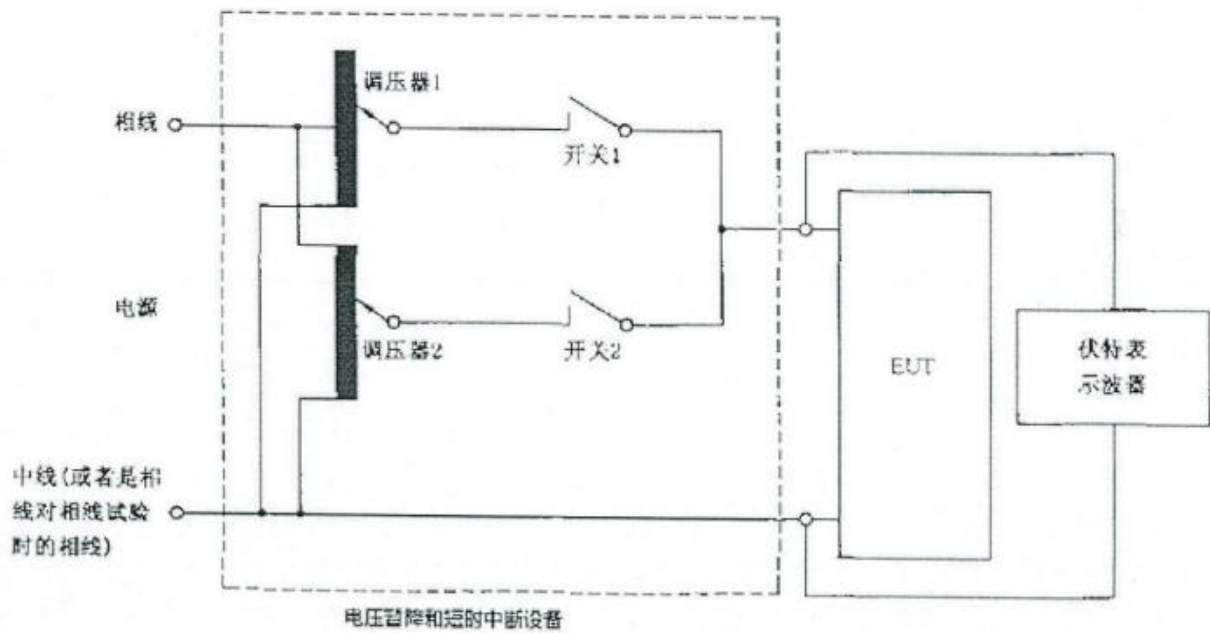 调压器1
相线
开关1
电源
调压器2
开关2
EUT
伏特表
示波器
中线(或者是相
线对相线试验
时的相线)
电压暂降和短时中断设备